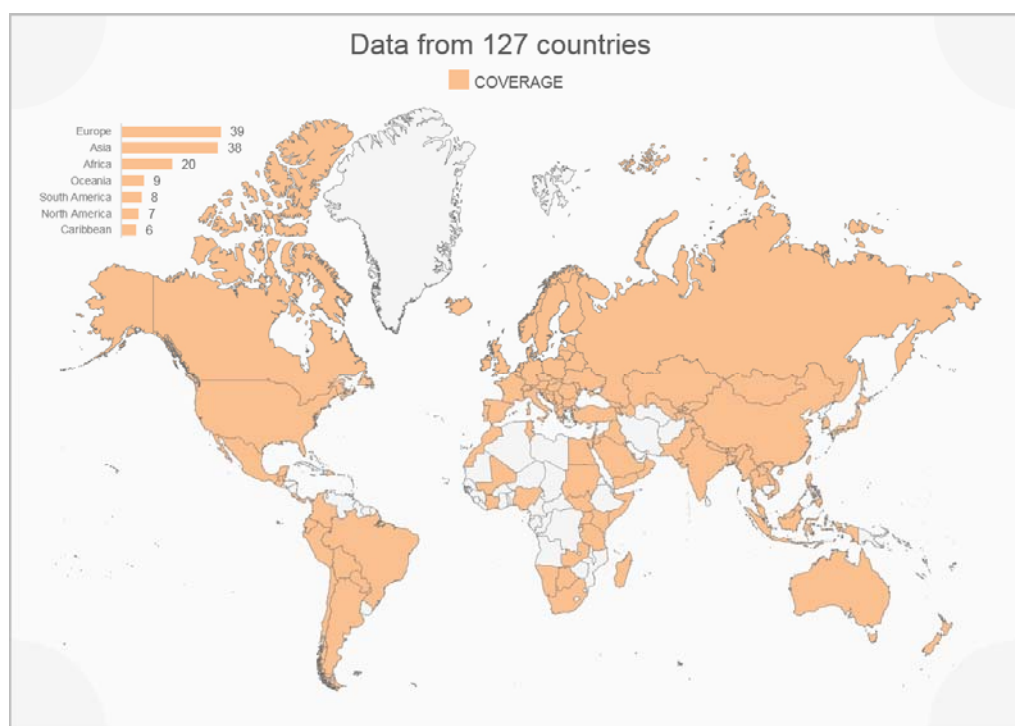 Data from 127 countries
COVERAGE
Europe 39
Asia 38
Africa 20
Oceania 9
South America 8
North America 7
Caribbean 6